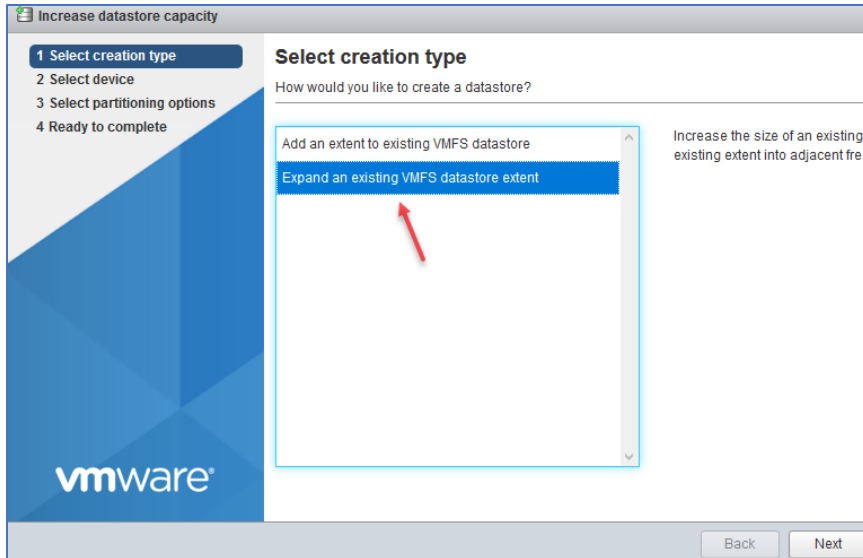 Increase datastore capacity
1 Select creation type
2 Select device
3 Select partitioning options
4 Ready to complete
Select creation type
How would you like to create a datastore?
Add an extent to existing VMFS datastore
Expand an existing VMFS datastore extent
Increase the size of an existing
existing extent into adjacent fre
vmware®
Back
Next